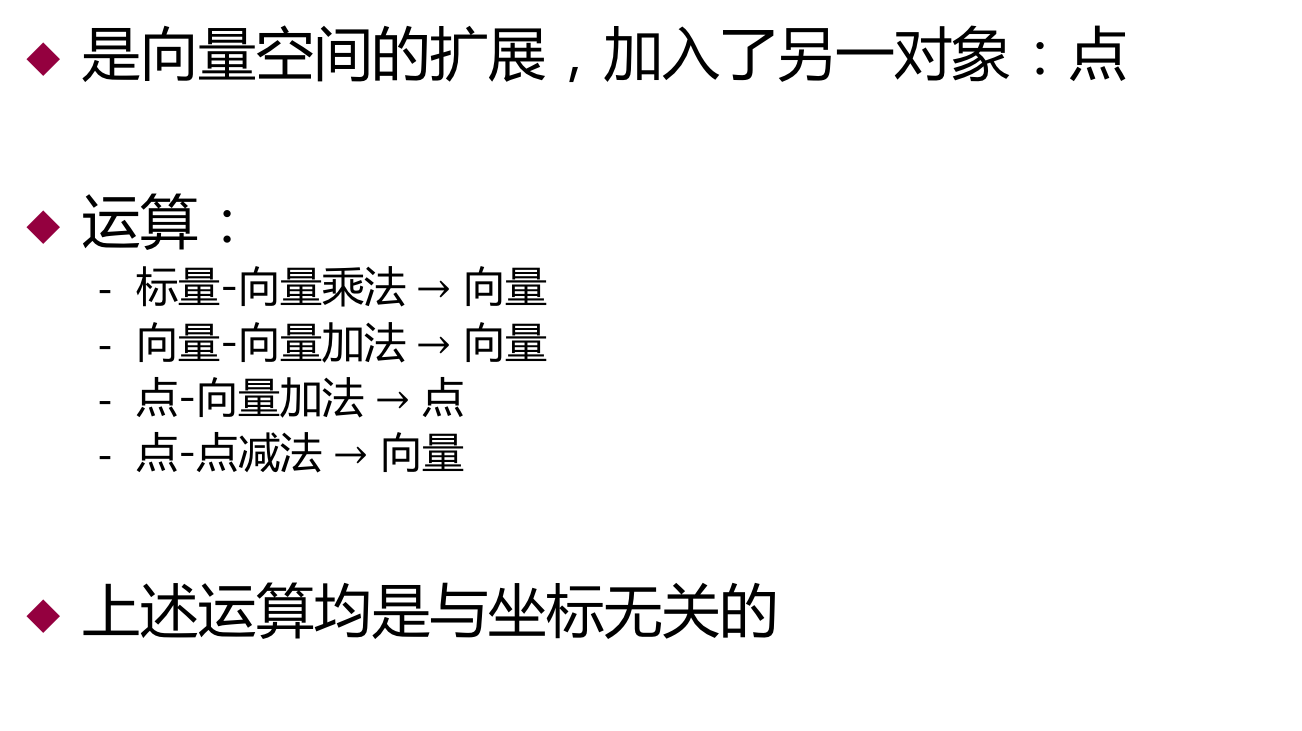 ◆ 是向量空间的扩展，加入了另一对象：点
◆ 运算：
- 标量-向量乘法 → 向量
- 向量-向量加法 → 向量
- 点-向量加法 → 点
- 点-点减法 → 向量
◆ 上述运算均是与坐标无关的